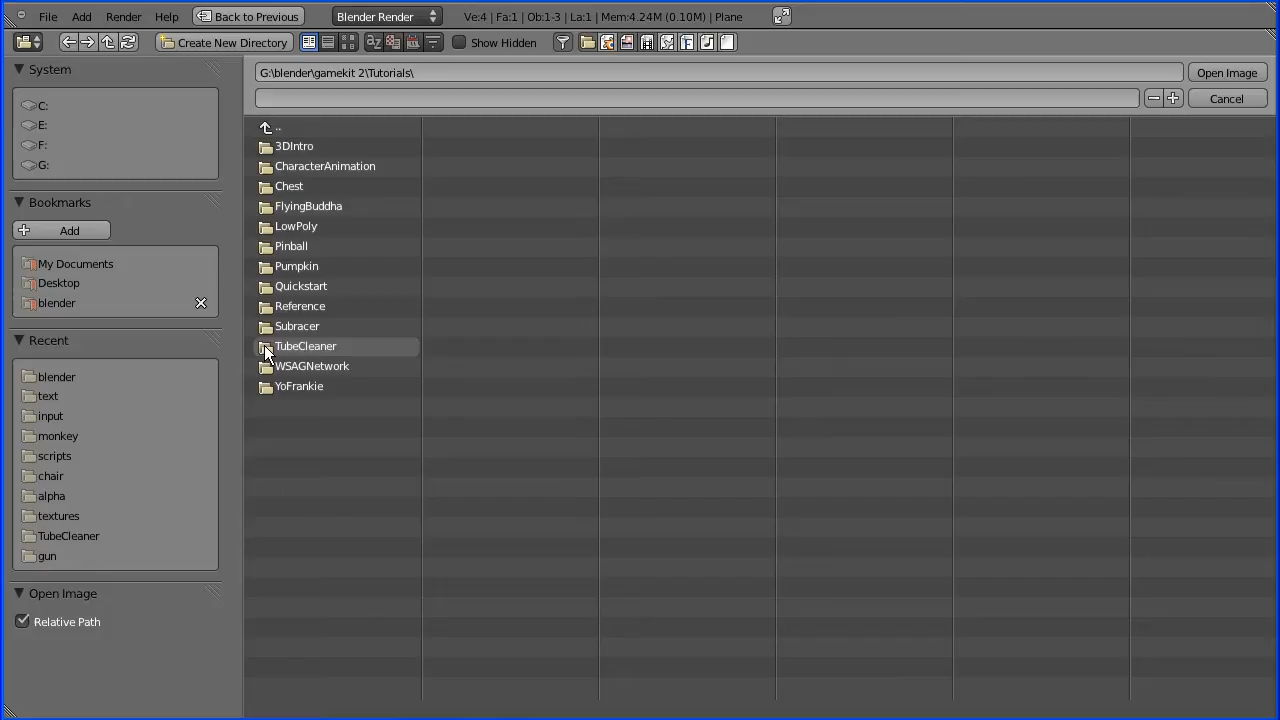 File Add Render Help Back to Previous Blender Render Ve:4 | Fa:1 | Ob:1-3 | La:1 | Mem:4.24M (0.10M) | Plane
Create New Directory Show Hidden
System
C:
E:
F:
G:
Bookmarks
Add
My Documents
Desktop
blender
Recent
blender
text
input
monkey
scripts
chair
alpha
textures
TubeCleaner
gun
Open Image
Relative Path
G:\blender\gamekit 2\Tutorials\ Open Image
Cancel
..
3DIntro
CharacterAnimation
Chest
FlyingBuddha
LowPoly
Pinball
Pumpkin
Quickstart
Reference
Subracer
TubeCleaner
WSAGNetwork
YoFrankie